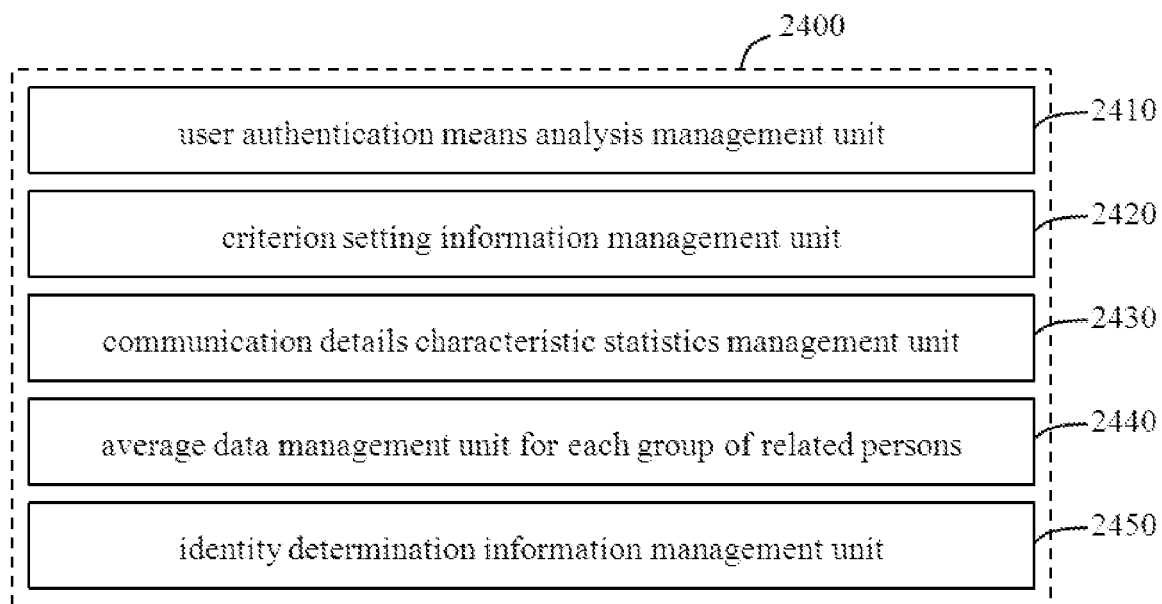 2400
user authentication means analysis management unit
2410
criterion setting information management unit
2420
communication details characteristic statistics management unit
2430
average data management unit for each group of related persons
2440
identity determination information management unit
2450